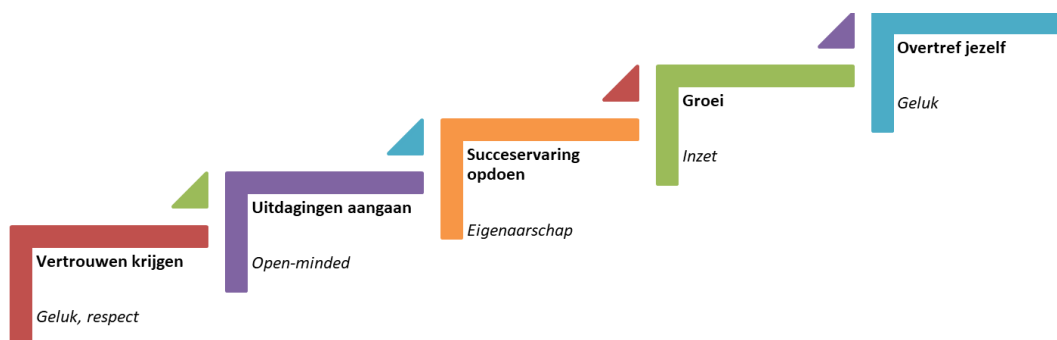 Vertrouwen krijgen
Geluk, respect
Uitdagingen aangaan
Open-minded
Succeservaring
opdoen
Eigenaarschap
Groei
Inzet
Overtref jezelf
Geluk